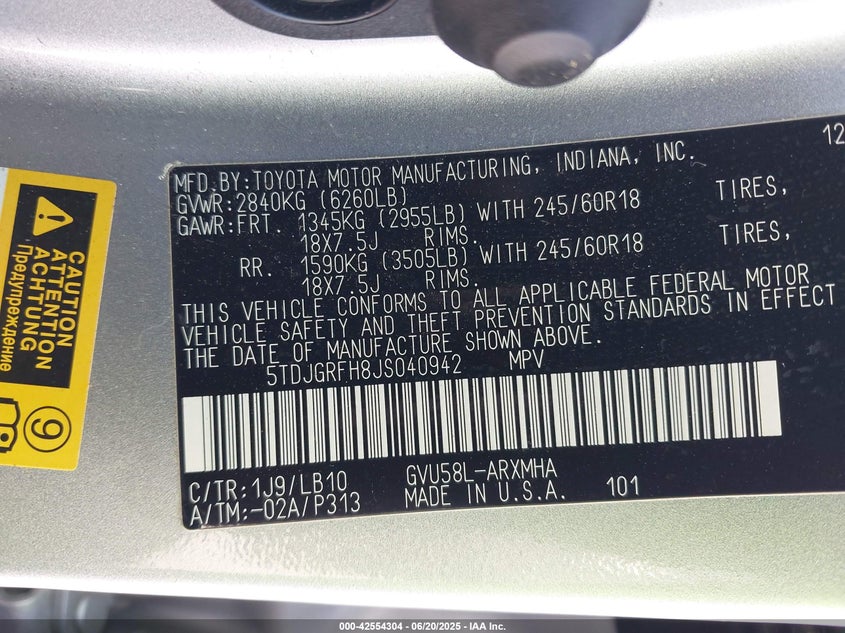 12
MFD.BY:TOYOTA MOTOR MANUFACTURING, INDIANA, INC.
GVWR:2840KG (6260LB)
GAWR:FRT. 1345KG (2955LB) WITH 245/60R18 TIRES,
18X7.5J RIMS.
RR. 1590KG (3505LB) WITH 245/60R18 TIRES,
18X7.5J RIMS.
THIS VEHICLE CONFORMS TO ALL APPLICABLE FEDERAL MOTOR
VEHICLE SAFETY AND THEFT PREVENTION STANDARDS IN EFFECT
THE DATE OF MANUFACTURE SHOWN ABOVE.
5TDJGRFH8JS040942 MPV
C/TR:1J9/LB10 GVU58L-ARXMHA
A/TM:-02A/P313 MADE IN U.S.A. 101
CAUTION
ATTENTION
ACHTUNG
Предупреждение
9
000-42554304 | 06/20/2025 - IAA Inc.